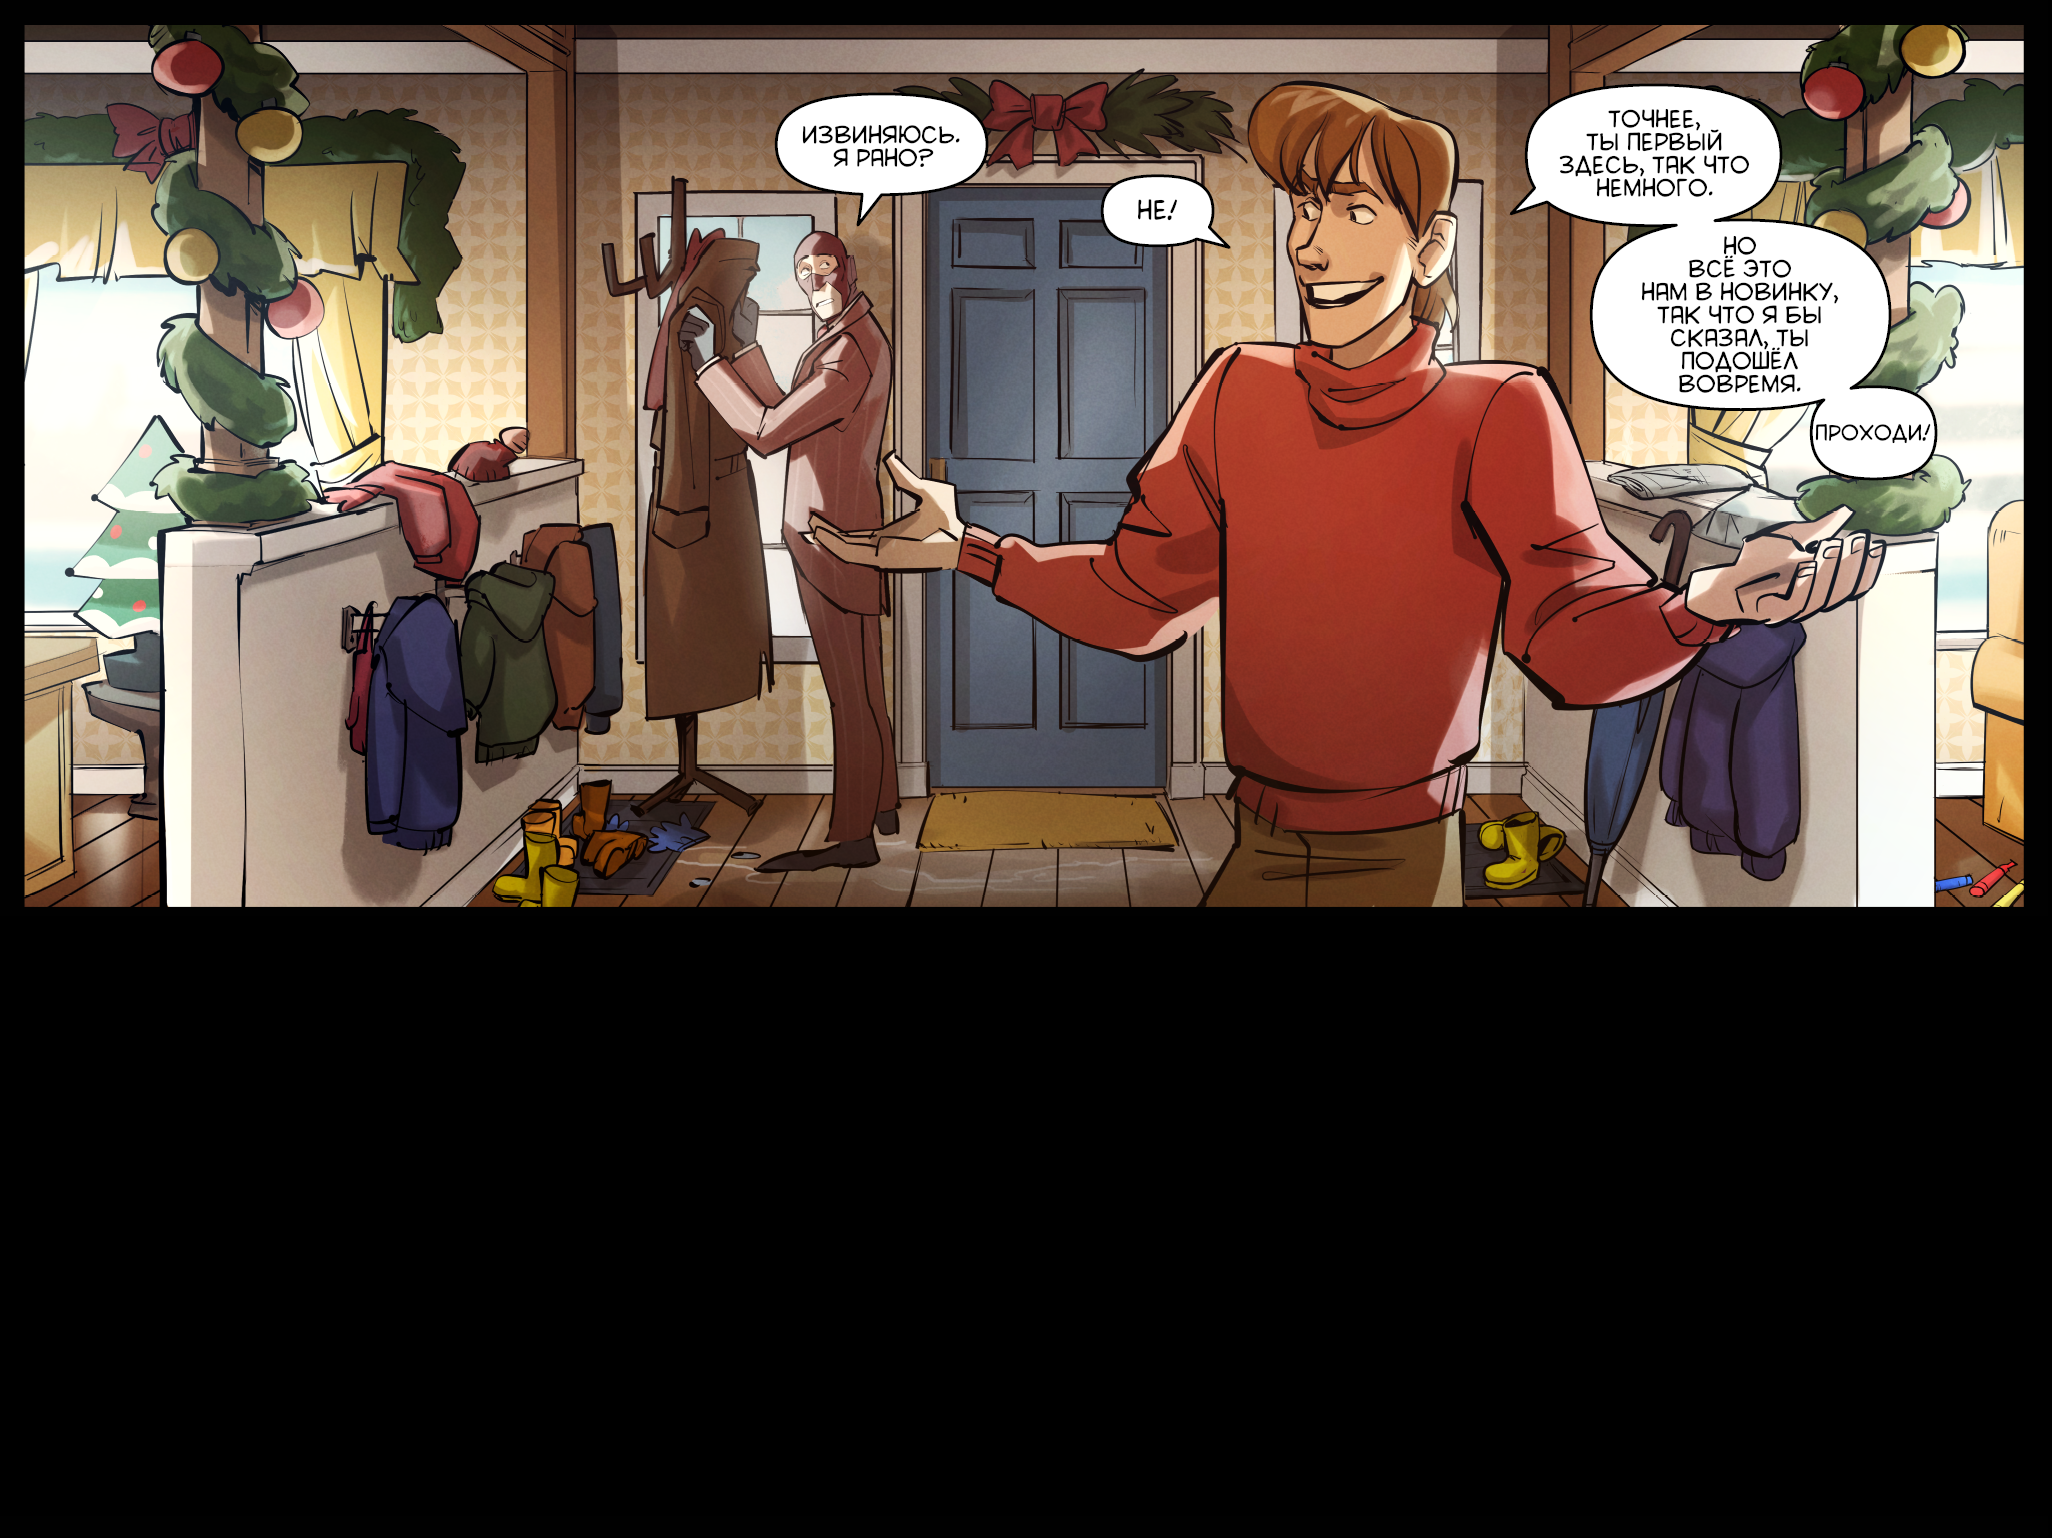 ИЗВИНЯЮСЬ.
Я РАНО?
НЕ!
ТОЧНЕЕ,
ТЫ ПЕРВЫЙ
ЗДЕСЬ, ТАК ЧТО
НЕМНОГО.
НО
ВСЁ ЭТО
НАМ В НОВИНКУ,
ТАК ЧТО Я БЫ
СКАЗАЛ, ТЫ
ПОДОШЁЛ
ВОВРЕМЯ.
ПРОХОДИ!